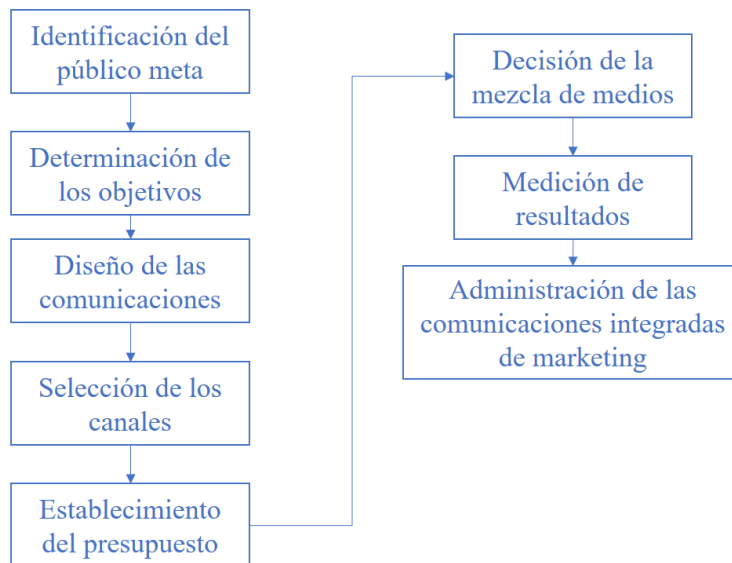 Identificación del
público meta
Determinación de
los objetivos
Diseño de las
comunicaciones
Selección de los
canales
Establecimiento
del presupuesto
Decisión de la
mezcla de medios
Medición de
resultados
Administración de las
comunicaciones integradas
de marketing